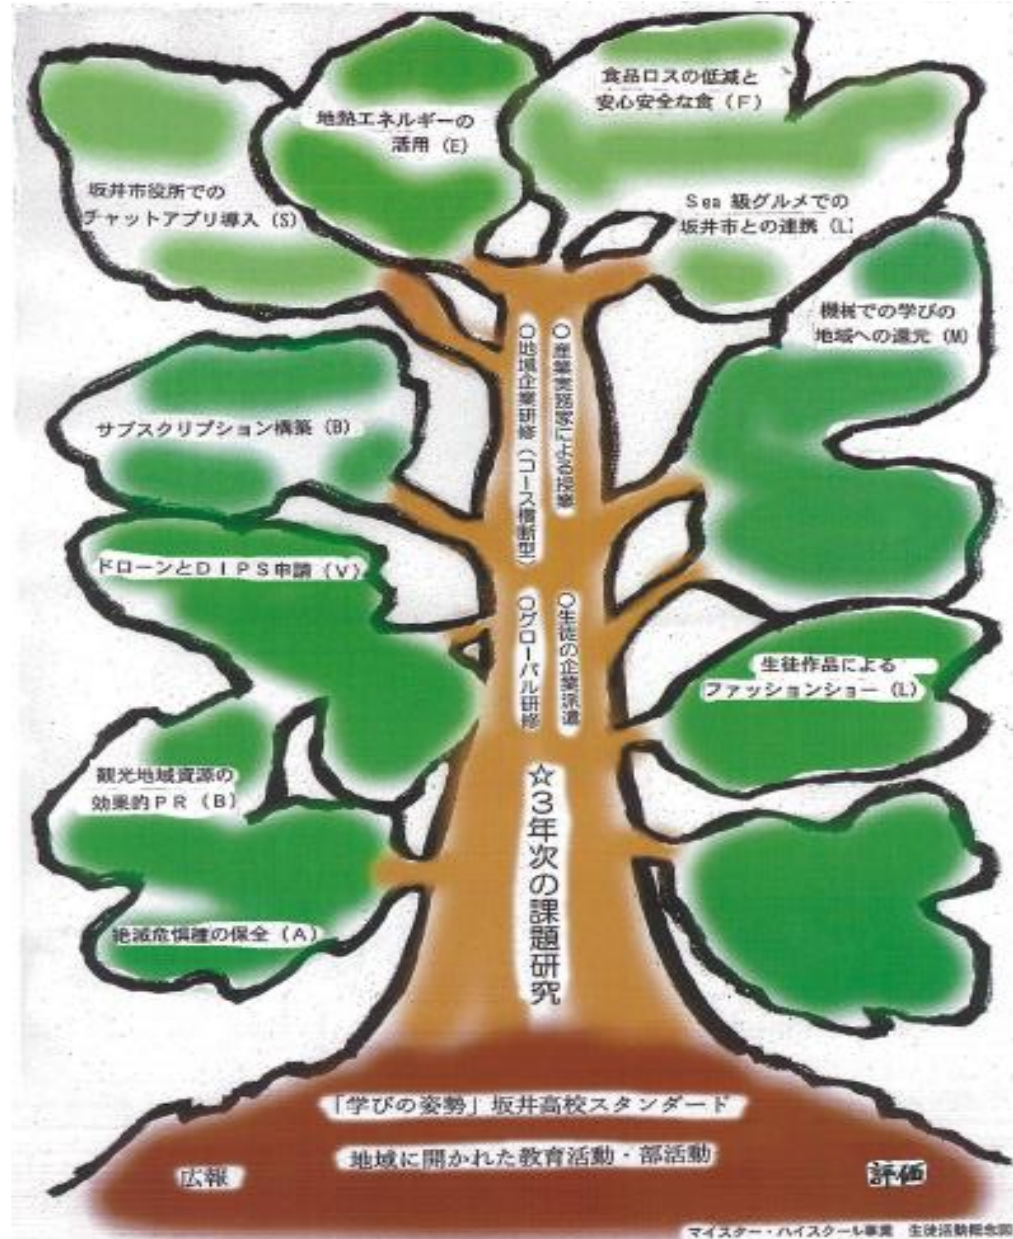 食品ロスの低減と
安心安全な食（F）
地熱エネルギーの
活用（E）
坂井市役所での
チャットアプリ導入（S）
Sea 級グルメでの
坂井市との連携（L）
機械での学びの
地域への還元（M）
サブスクリプション構築（B）
ドローンとDIPS申請（V）
生徒作品による
ファッションショー（L）
観光地域資源の
効果的PR（B）
絶滅危惧種の保全（A）
○産業実務家による授業
○地域企業研修（コース横断型）
○生徒の企業派遣
○グローバル研修
☆3年次の課題研究
「学びの姿勢」坂井高校スタンダード
地域に開かれた教育活動・部活動
広報
評価
マイスター・ハイスクール事業 生徒活動概念図